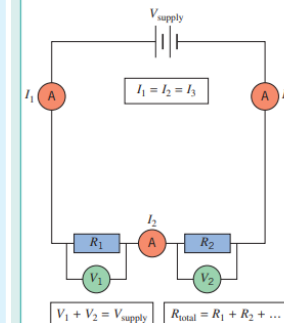 V_supply
I₁ A
I₁ = I₂ = I₃
A
I₂
R₁ A R₂
V₁ V₂
V₁ + V₂ = V_supply
R_total = R₁ + R₂ + ...